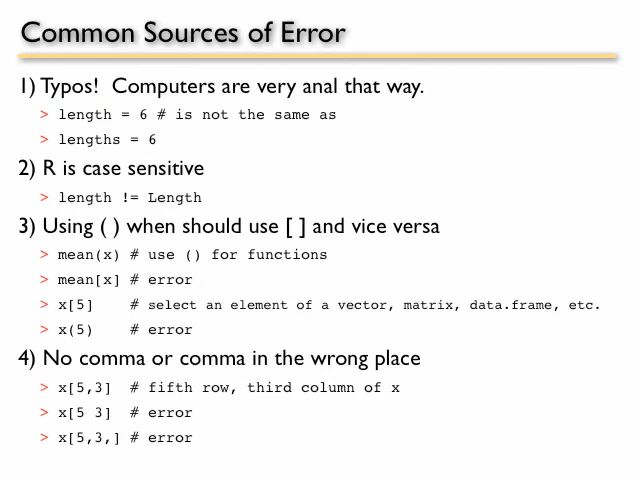 Common Sources of Error
1) Typos!  Computers are very anal that way.
> length = 6 # is not the same as
> lengths = 6
2) R is case sensitive
> length != Length
3) Using ( ) when should use [ ] and vice versa
> mean(x) # use () for functions
> mean[x] # error
> x[5]    # select an element of a vector, matrix, data.frame, etc.
> x(5)    # error
4) No comma or comma in the wrong place
> x[5,3]  # fifth row, third column of x
> x[5 3]  # error
> x[5,3,] # error